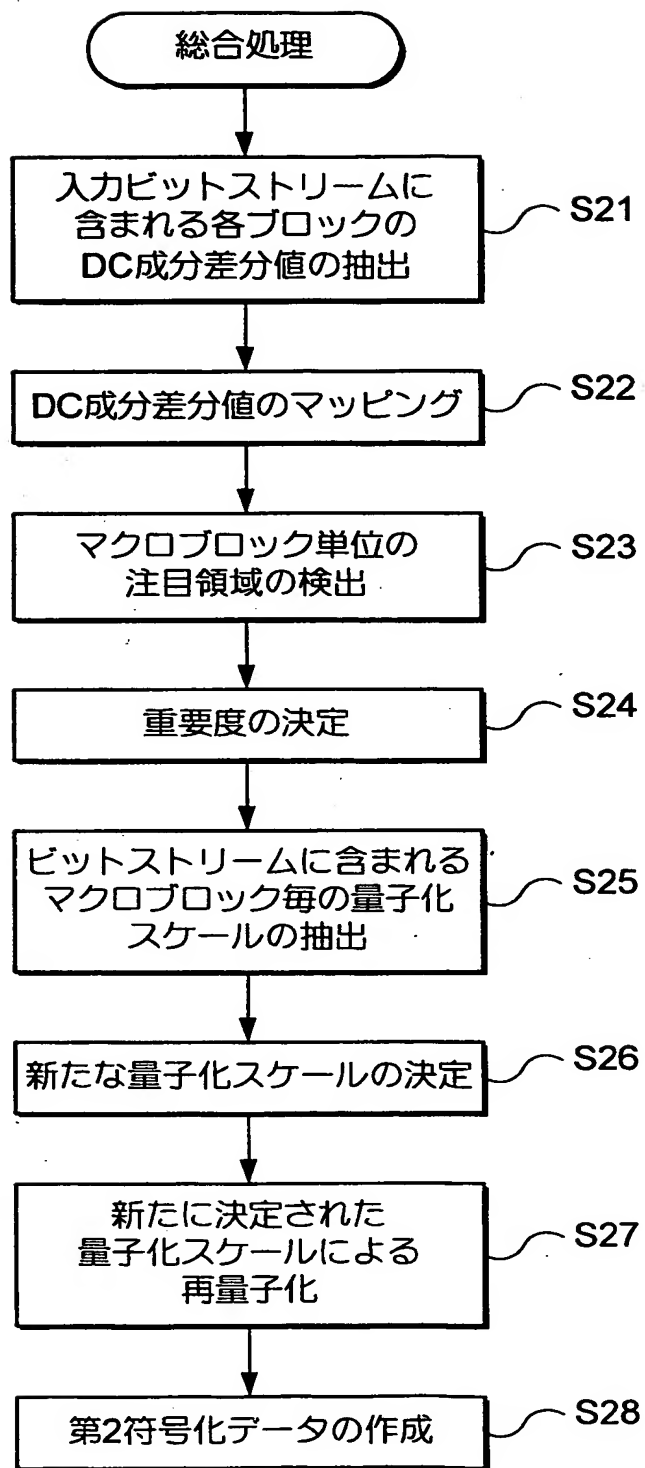 総合処理
入力ビットストリームに
含まれる各ブロックの
DC成分差分値の抽出
S21
DC成分差分値のマッピング
S22
マクロブロック単位の
注目領域の検出
S23
重要度の決定
S24
ビットストリームに含まれる
マクロブロック毎の量子化
スケールの抽出
S25
新たな量子化スケールの決定
S26
新たに決定された
量子化スケールによる
再量子化
S27
第2符号化データの作成
S28